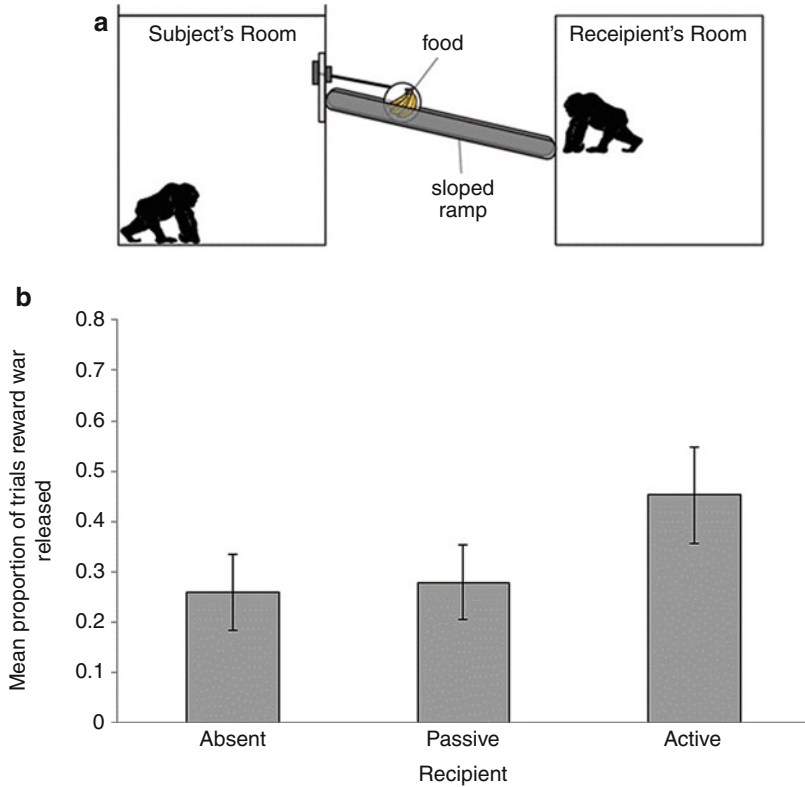 a
Subject's Room
food
Receipient's Room
sloped
ramp
b
Mean proportion of trials reward war
released
0.8
0.7
0.6
0.5
0.4
0.3
0.2
0.1
0
Absent Passive Active
Recipient